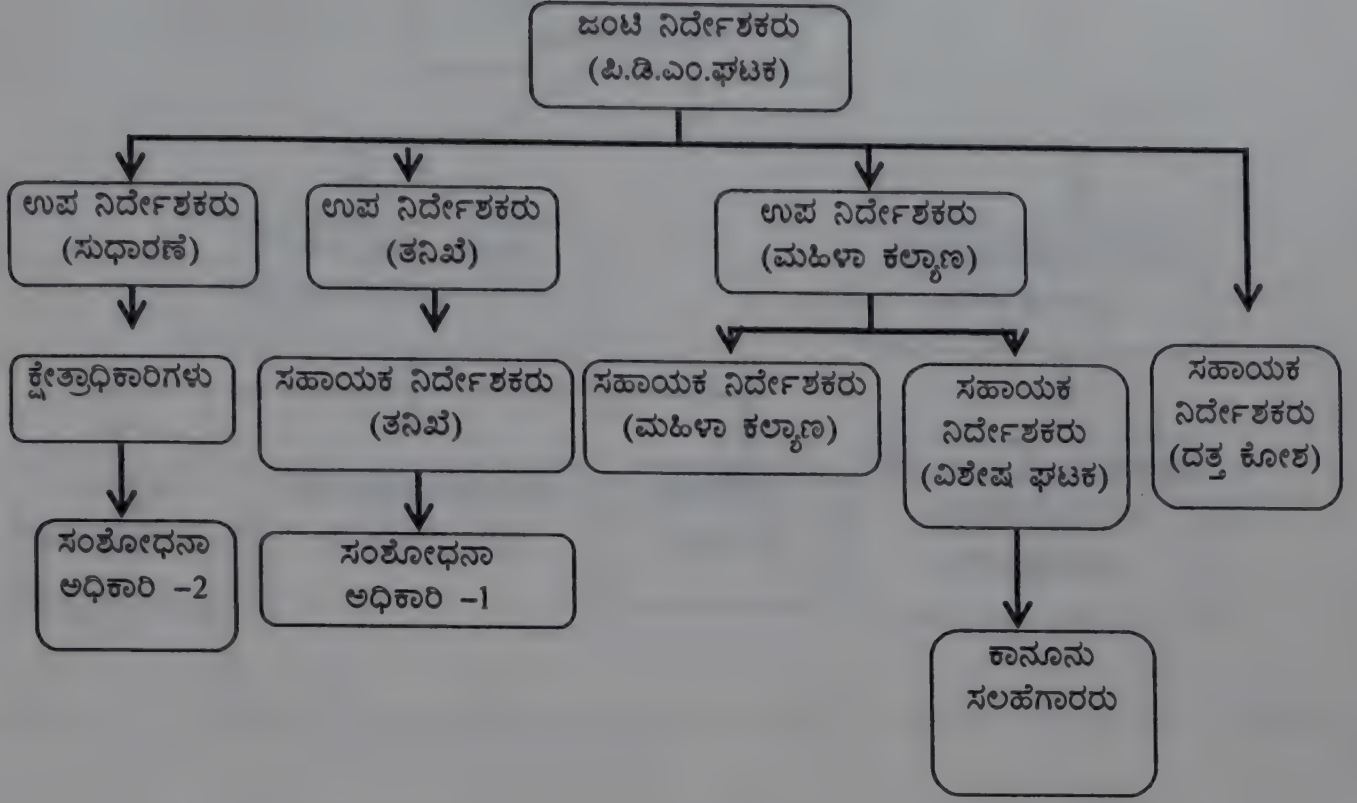 ಜಂಟಿ ನಿರ್ದೇಶಕರು
(ಪಿ.ಡಿ.ಎಂ.ಘಟಕ)
ಉಪ ನಿರ್ದೇಶಕರು
(ಸುಧಾರಣೆ)
ಉಪ ನಿರ್ದೇಶಕರು
(ತನಿಖೆ)
ಉಪ ನಿರ್ದೇಶಕರು
(ಮಹಿಳಾ ಕಲ್ಯಾಣ)
ಕ್ಷೇತ್ರಾಧಿಕಾರಿಗಳು
ಸಹಾಯಕ ನಿರ್ದೇಶಕರು
(ತನಿಖೆ)
ಸಹಾಯಕ ನಿರ್ದೇಶಕರು
(ಮಹಿಳಾ ಕಲ್ಯಾಣ)
ಸಹಾಯಕ
ನಿರ್ದೇಶಕರು
(ವಿಶೇಷ ಘಟಕ)
ಸಹಾಯಕ
ನಿರ್ದೇಶಕರು
(ದತ್ತ ಕೋಶ)
ಸಂಶೋಧನಾ
ಅಧಿಕಾರಿ –2
ಸಂಶೋಧನಾ
ಅಧಿಕಾರಿ –1
ಕಾನೂನು
ಸಲಹೆಗಾರರು